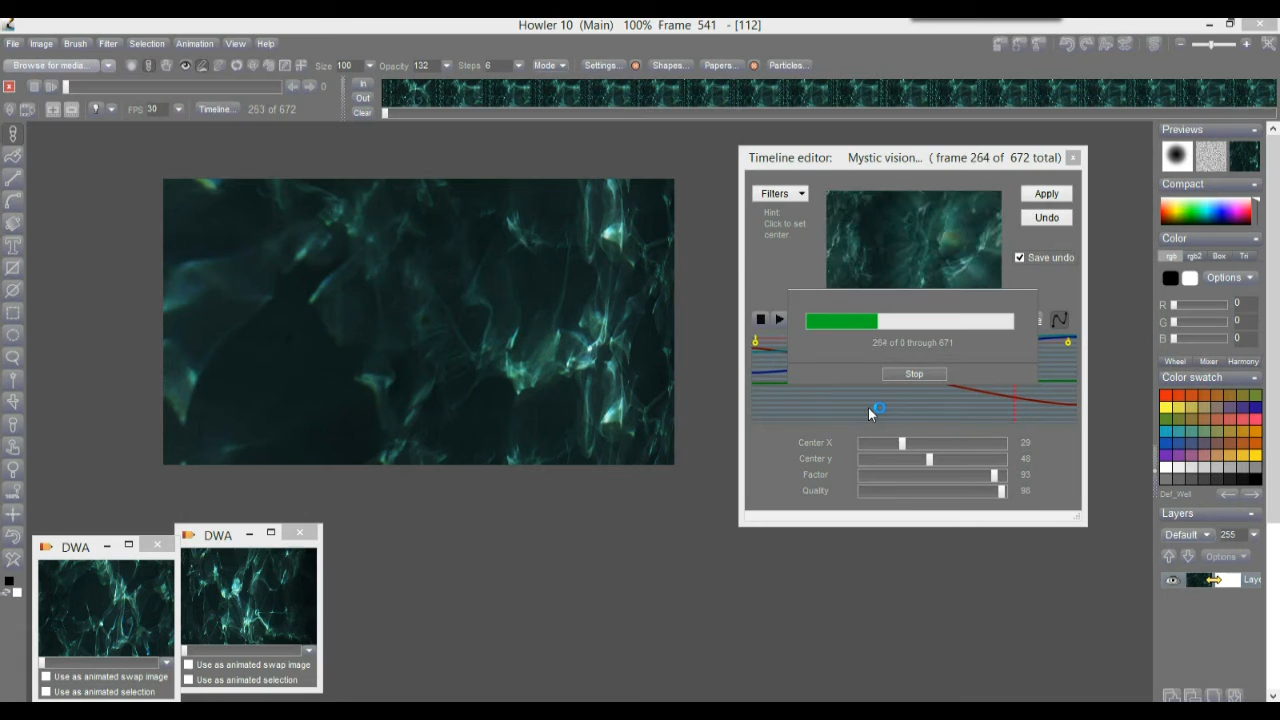 Howler 10 (Main) 100% Frame 541 - [112]
File Image Brush Filter Selection Animation View Help
Browse for media... Size 100 Opacity 132 Steps 6 Mode Settings... Shapes... Papers... Particles...
0 In
Out
Clear
FPS 30 Timeline... 253 of 672
Timeline editor: Mystic vision... ( frame 264 of 672 total)
Filters
Hint:
Click to set
center.
Apply
Undo
Save undo
264 of 0 through 671
Stop
Center X 29
Center y 48
Factor 93
Quality 98
DWA
Use as animated swap image
Use as animated selection
DWA
Use as animated swap image
Use as animated selection
Previews
Compact
Color
rgb rgb2 Box Tri
Options
R 0
G 0
B 0
Wheel Mixer Harmony
Color swatch
Def_Well
Layers
Default 255
Options
Laye
100%